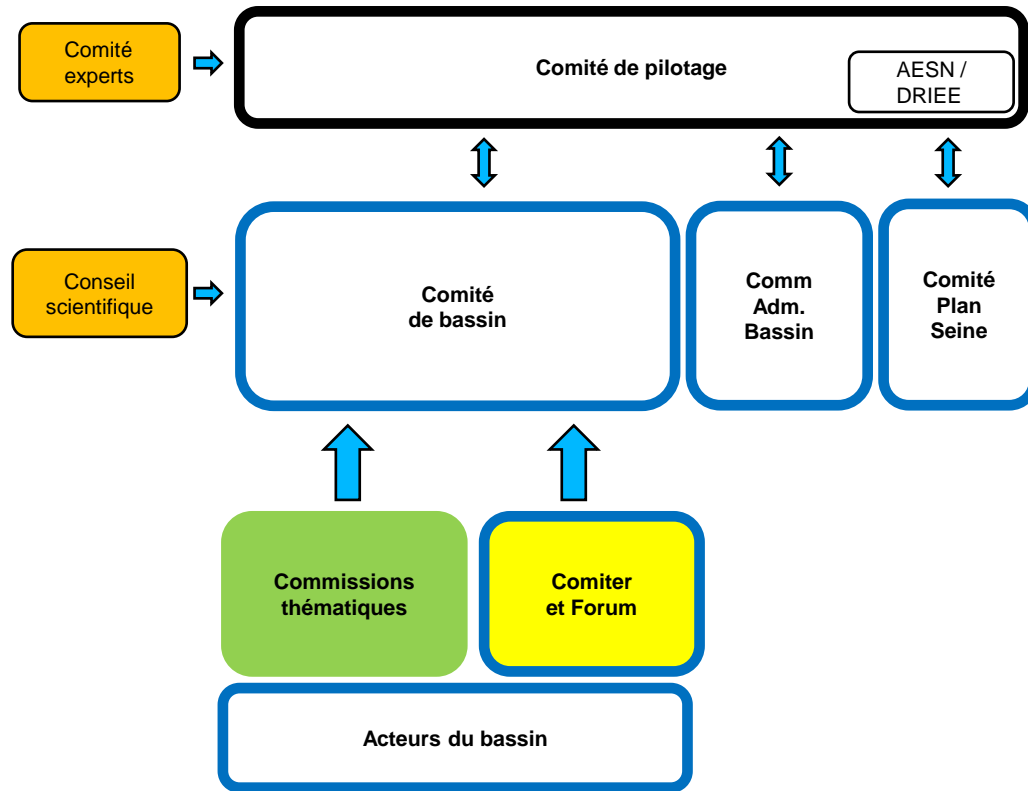 Comité
experts
Comité de pilotage
AESN /
DRIEE
Conseil
scientifique
Comité
de bassin
Comm
Adm.
Bassin
Comité
Plan
Seine
Commissions
thématiques
Comiter
et Forum
Acteurs du bassin